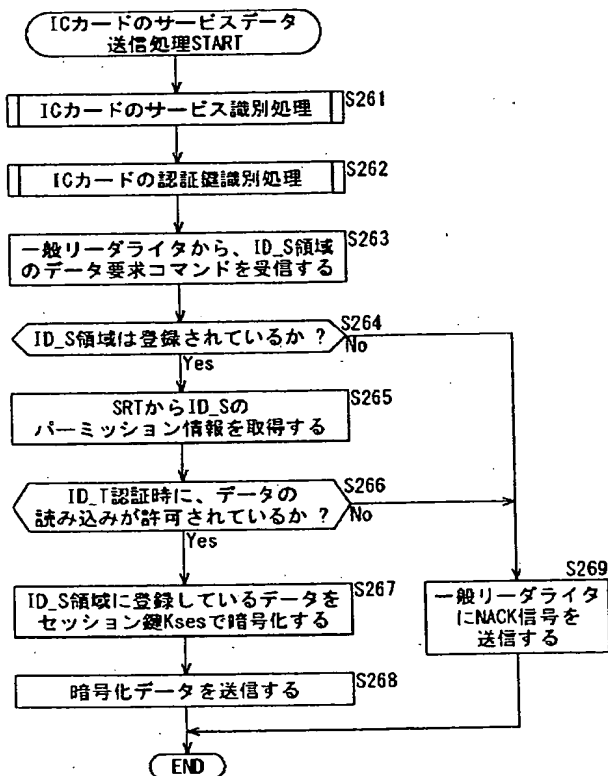 ICカードのサービスデータ
送信処理START
ICカードのサービス識別処理
S261
ICカードの認証鍵識別処理
S262
一般リーダライタから、ID_S領域
のデータ要求コマンドを受信する
S263
ID_S領域は登録されているか ?
S264
No
Yes
SRTからID_Sの
パーミッション情報を取得する
S265
ID_T認証時に、データの
読み込みが許可されているか ?
S266
No
Yes
ID_S領域に登録しているデータを
セッション鍵Ksesで暗号化する
S267
S269
一般リーダライタ
にNACK信号を
送信する
暗号化データを送信する
S268
END